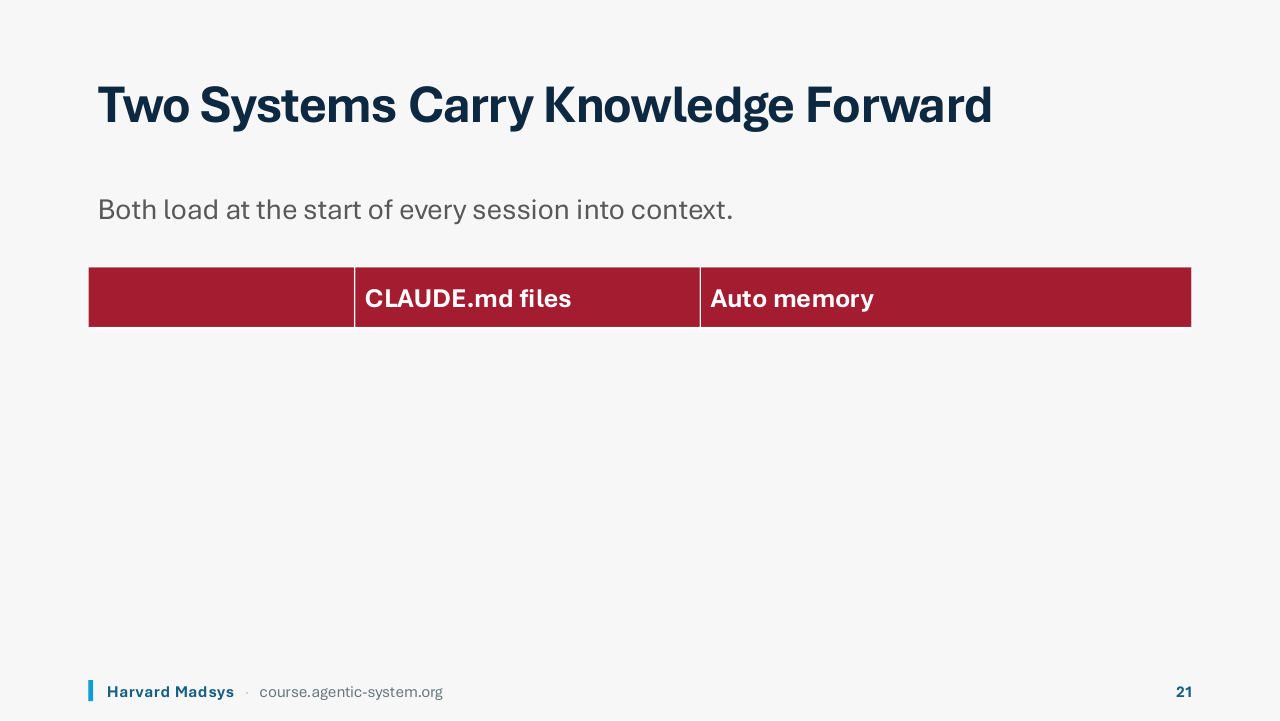 Two Systems Carry Knowledge Forward
Both load at the start of every session into context.
CLAUDE.md files Auto memory
Harvard Madsys · course.agentic-system.org 21